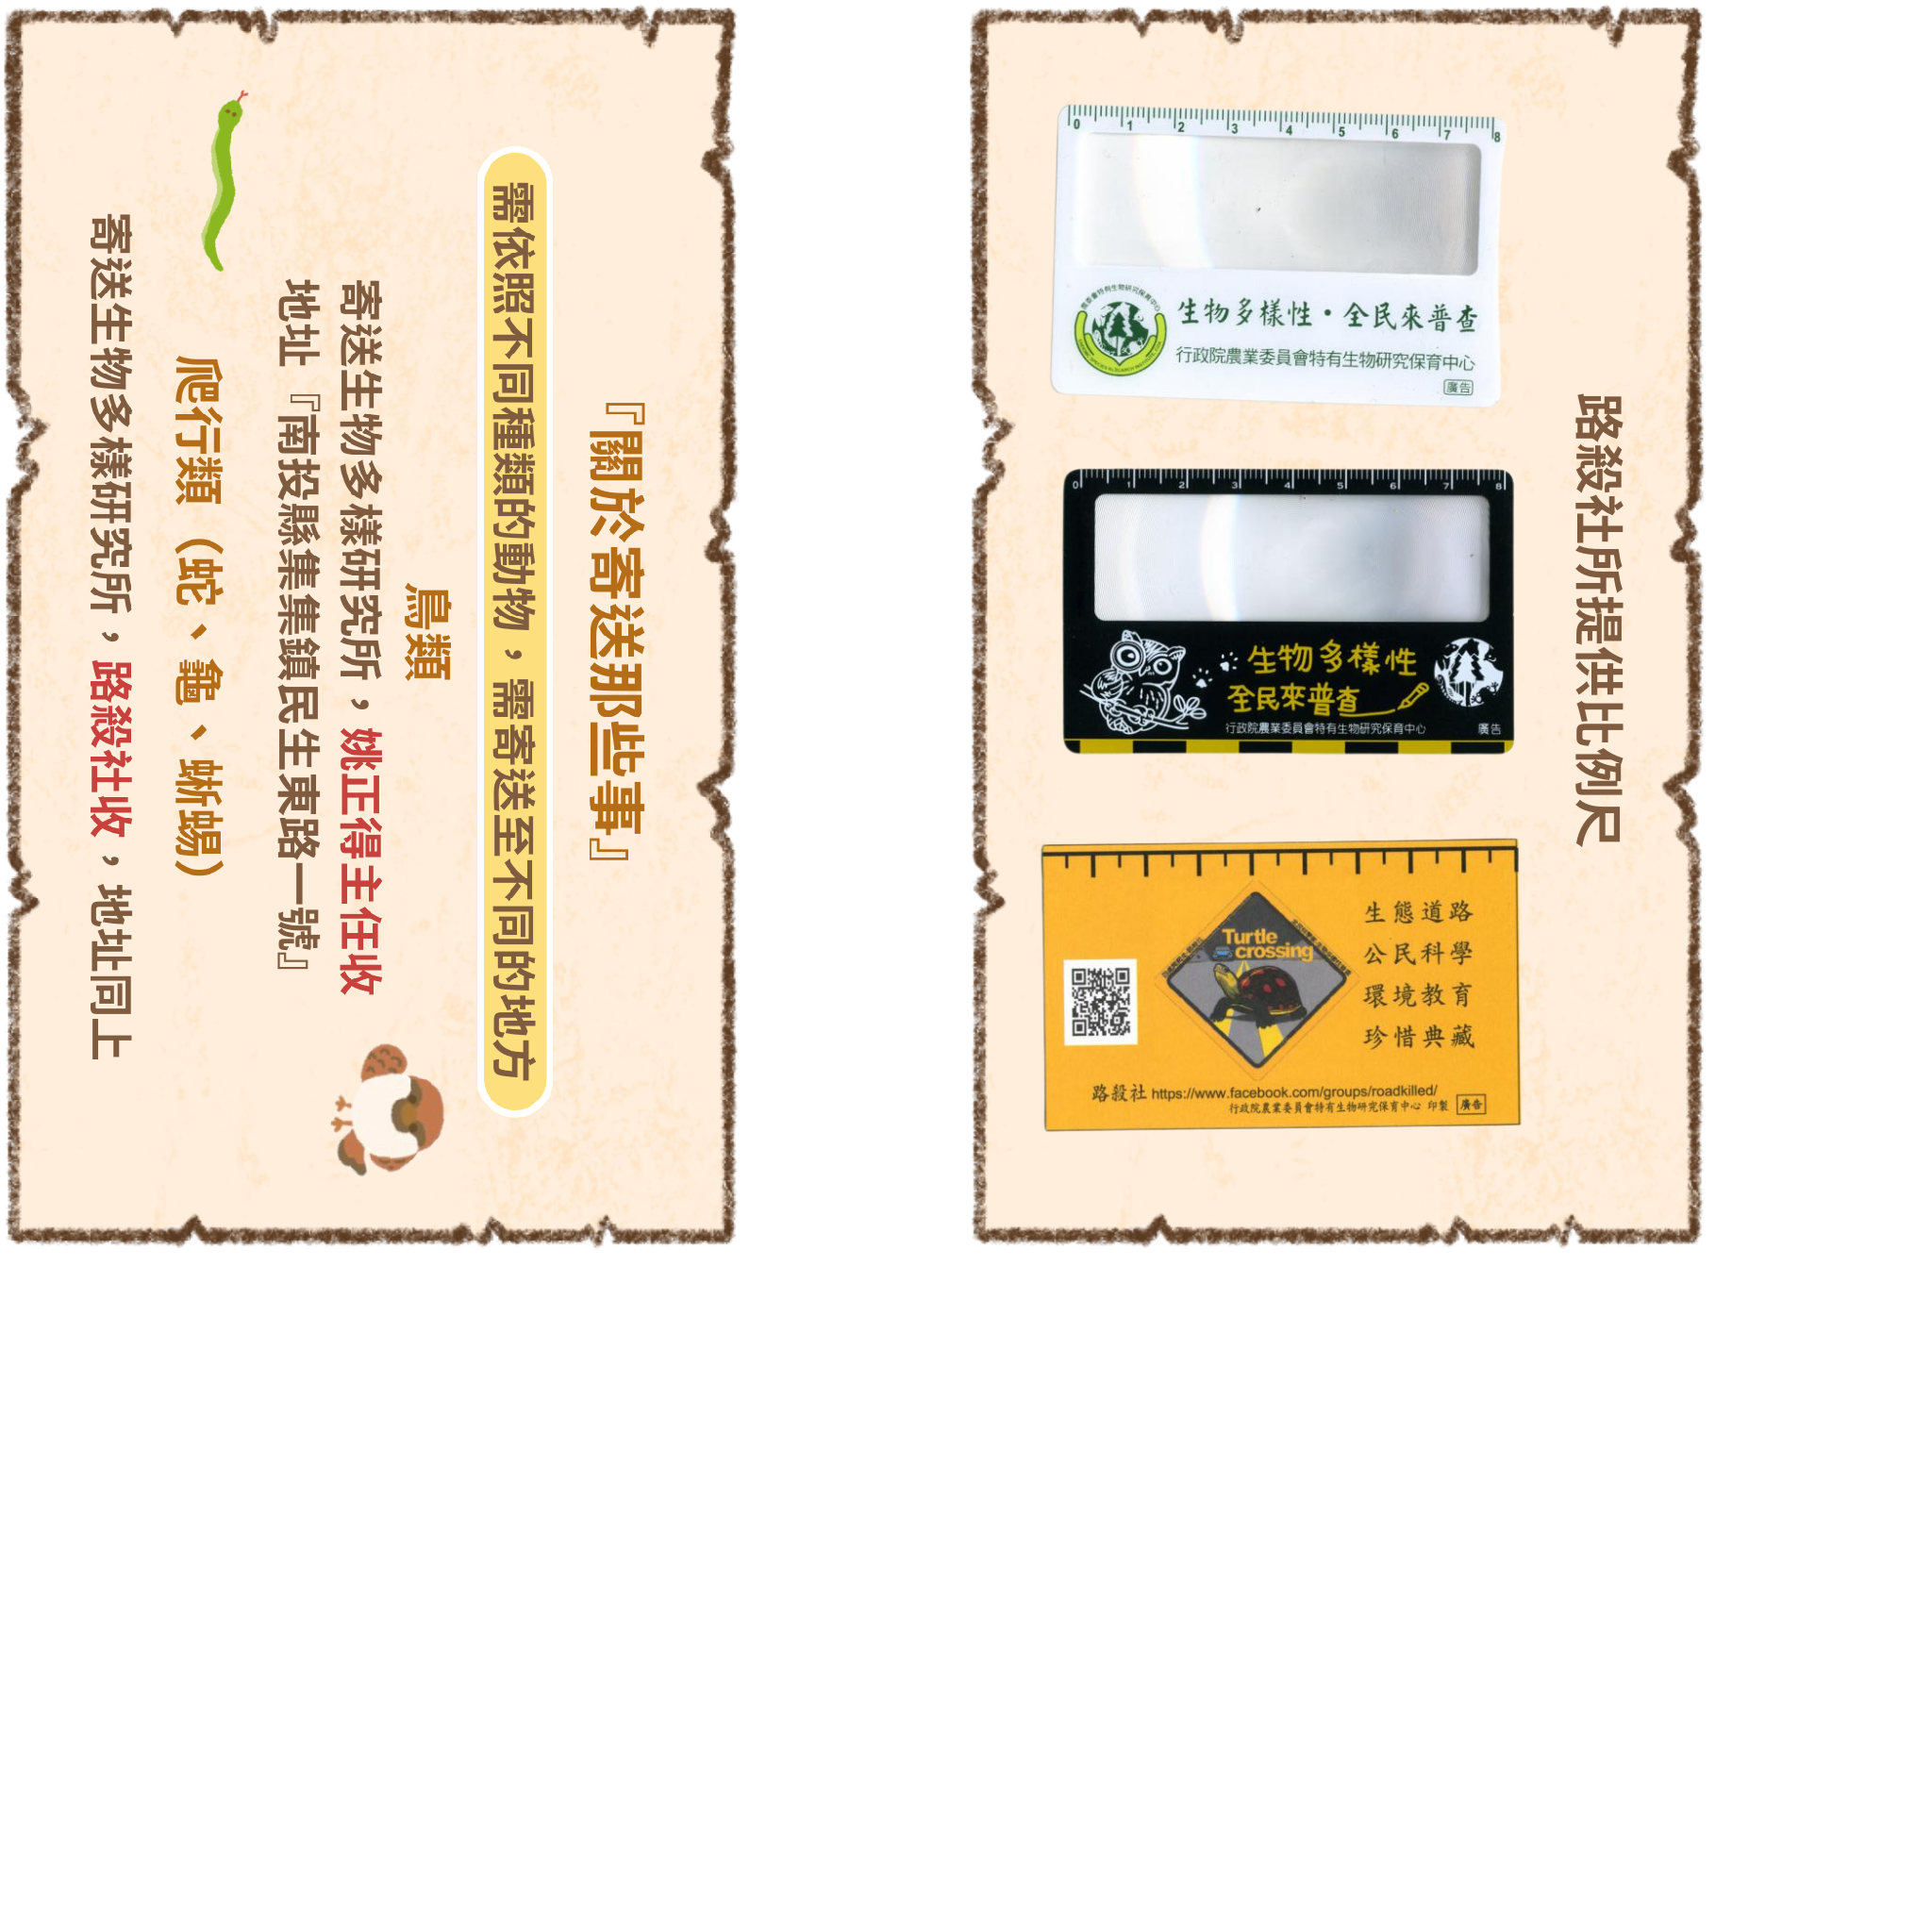 『關於寄送那些事』
需依照不同種類的動物，需寄送至不同的地方
鳥類
寄送生物多樣研究所，姚正得主任收
地址『南投縣集集鎮民生東路一號』
爬行類（蛇、龜、蜥蜴）
寄送生物多樣研究所，路殺社收，地址同上
路殺社所提供比例尺
0 1 2 3 4 5 6 7 8
生物多樣性・全民來普查
行政院農業委員會特有生物研究保育中心
廣告
0 1 2 3 4 5 6 7 8
生物多樣性
全民來普查
行政院農業委員會特有生物研究保育中心
廣告
生態道路
公民科學
環境教育
珍惜典藏
Turtle
crossing
路殺社 https://www.facebook.com/groups/roadkilled/
行政院農業委員會特有生物研究保育中心 印製
廣告